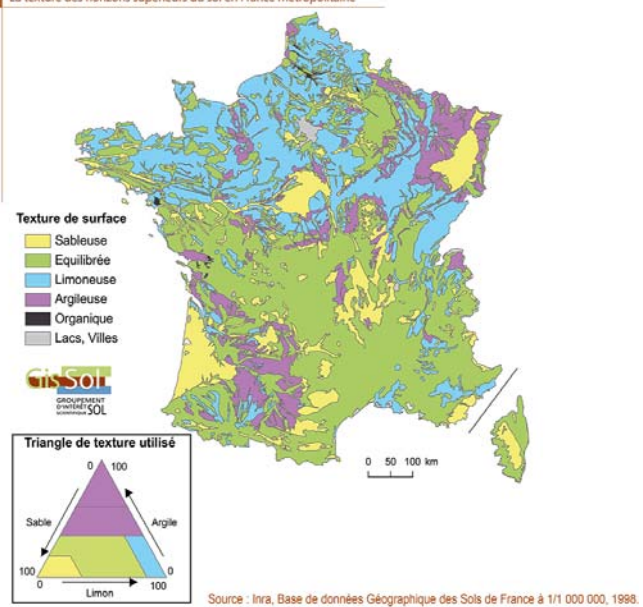 Texture de surface
Sableuse
Equilibrée
Limoneuse
Argileuse
Organique
Lacs, Villes
Gis Sol
GROUPEMENT
D'INTÉRÊT
SCIENTIFIQUE SOL
0 50 100 km
Triangle de texture utilisé
0 100
Sable Argile
100 0
0 100
Limon
Source : Inra, Base de données Géographique des Sols de France à 1/1 000 000, 1998.